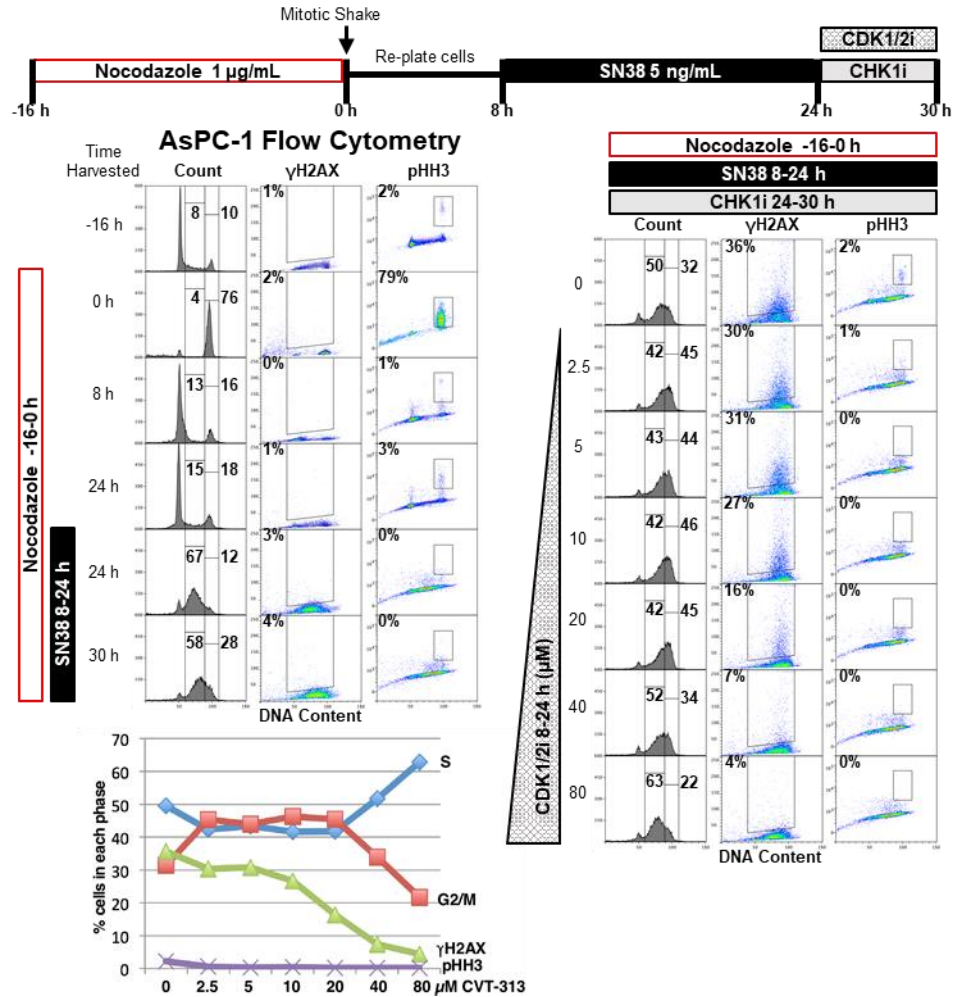 Mitotic Shake
CDK1/2i
Re-plate cells
Nocodazole 1 µg/mL
SN38 5 ng/mL
CHK1i
-16 h
0 h
8 h
24 h
30 h
AsPC-1 Flow Cytometry
Time
Harvested
Count
γH2AX
pHH3
-16 h
8 10
1%
2%
0 h
4 76
2%
79%
8 h
13 16
0%
1%
24 h
15 18
1%
3%
24 h
67 12
3%
0%
30 h
58 28
4%
0%
DNA Content
Nocodazole -16-0 h
SN38 8-24 h
Nocodazole -16-0 h
SN38 8-24 h
CHK1i 24-30 h
Count
γH2AX
pHH3
0
50 32
36%
2%
2.5
42 45
30%
1%
5
43 44
31%
0%
10
42 46
27%
0%
20
42 45
16%
0%
40
52 34
7%
0%
80
63 22
4%
0%
DNA Content
CDK1/2i 8-24 h (µM)
% cells in each phase
70
60
50
40
30
20
10
0
S
G2/M
γH2AX
pHH3
0 2.5 5 10 20 40 80 µM CVT-313